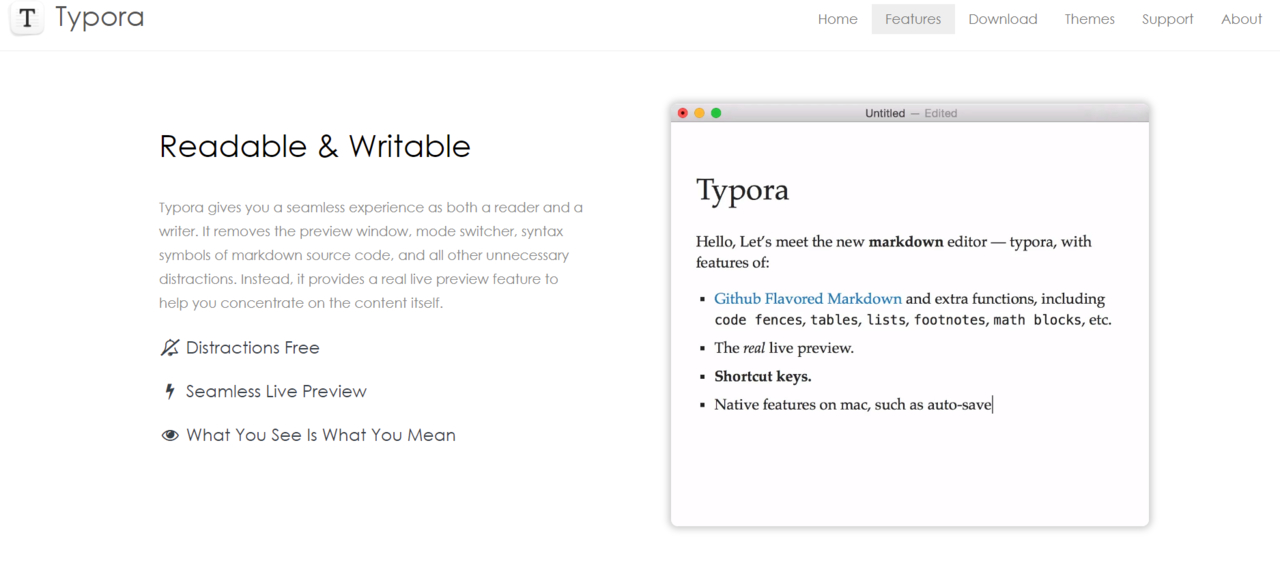 T Typora
Home Features Download Themes Support About
Readable & Writable
Typora gives you a seamless experience as both a reader and a
writer. It removes the preview window, mode switcher, syntax
symbols of markdown source code, and all other unnecessary
distractions. Instead, it provides a real live preview feature to
help you concentrate on the content itself.
Distractions Free
Seamless Live Preview
What You See Is What You Mean
Untitled — Edited
Typora
Hello, Let's meet the new markdown editor — typora, with
features of:
Github Flavored Markdown and extra functions, including
code fences, tables, lists, footnotes, math blocks, etc.
The real live preview.
Shortcut keys.
Native features on mac, such as auto-save